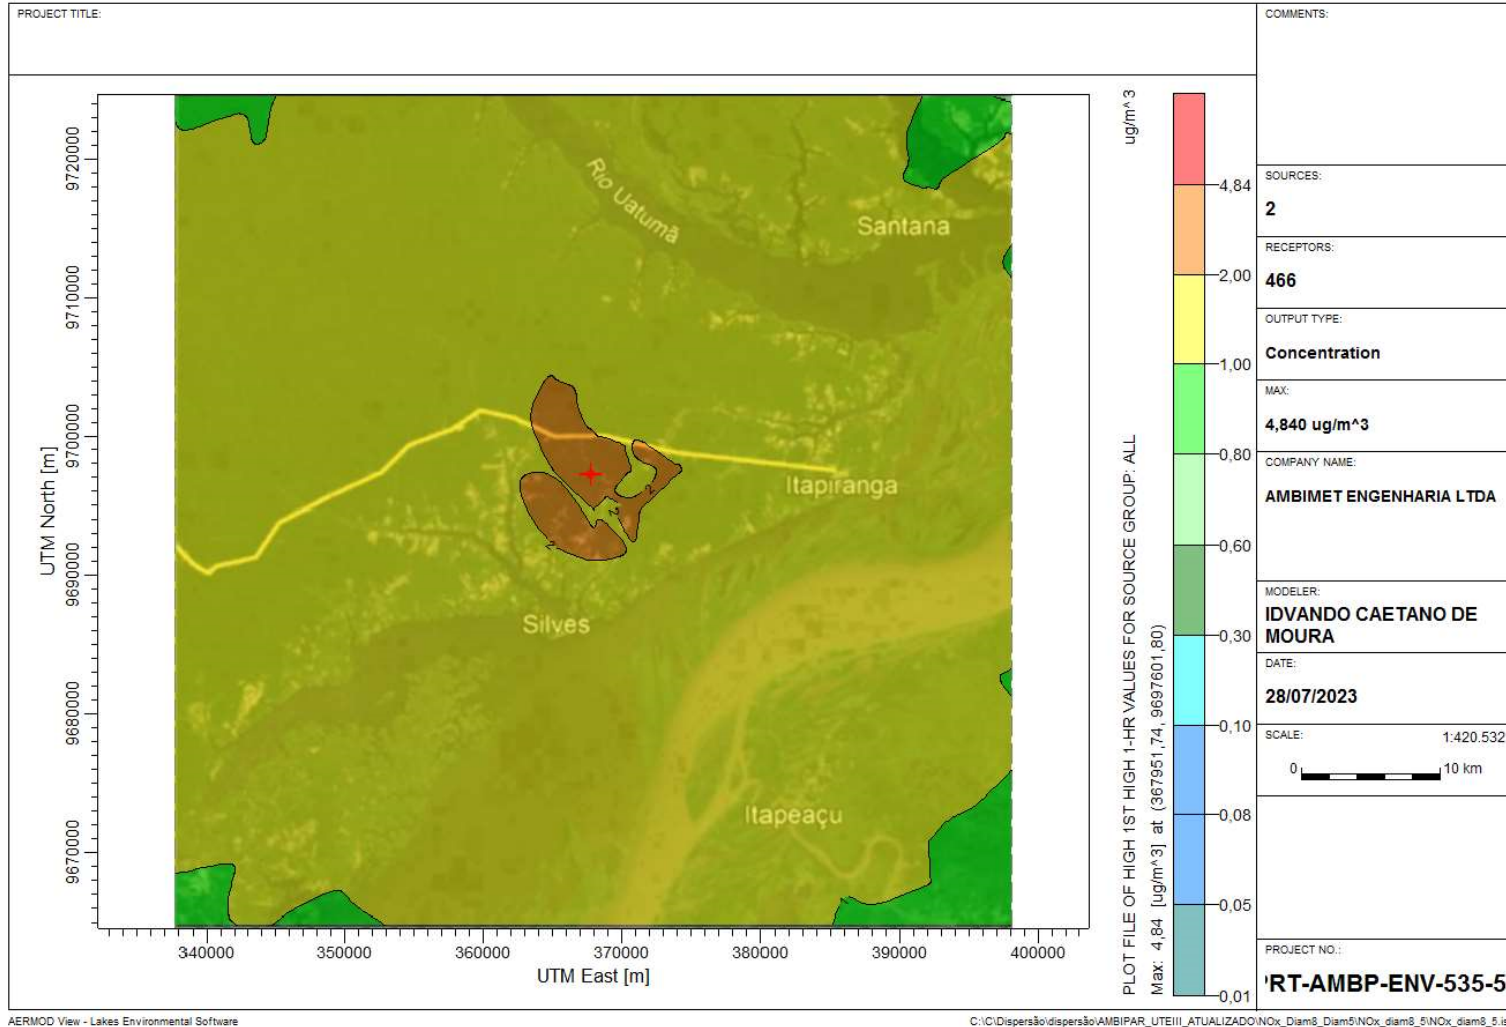 PROJECT TITLE:
COMMENTS:
ug/m^3
9720000
9710000
9700000
9690000
9680000
9670000
UTM North [m]
Rio Uatumã
Santana
Itapiranga
Silves
Itapeaçu
2
2
2
340000
350000
360000
370000
380000
390000
400000
UTM East [m]
PLOT FILE OF HIGH 1ST HIGH 1-HR VALUES FOR SOURCE GROUP: ALL
Max: 4,84 [ug/m^3] at (367951,74, 9697601,80)
4,84
2,00
1,00
0,80
0,60
0,30
0,10
0,08
0,05
0,01
SOURCES:
2
RECEPTORS:
466
OUTPUT TYPE:
Concentration
MAX:
4,840 ug/m^3
COMPANY NAME:
AMBIMET ENGENHARIA LTDA
MODELER:
IDVANDO CAETANO DE
MOURA
DATE:
28/07/2023
SCALE:
1:420.532
0
10 km
PROJECT NO.:
RT-AMBP-ENV-535-5
AERMOD View - Lakes Environmental Software
C:\C\Dispersão\dispersão\AMBIPAR_UTEIII_ATUALIZADO\NOx_Diam8_Diam5\NOx_diam8_5\NOx_diam8_5.is